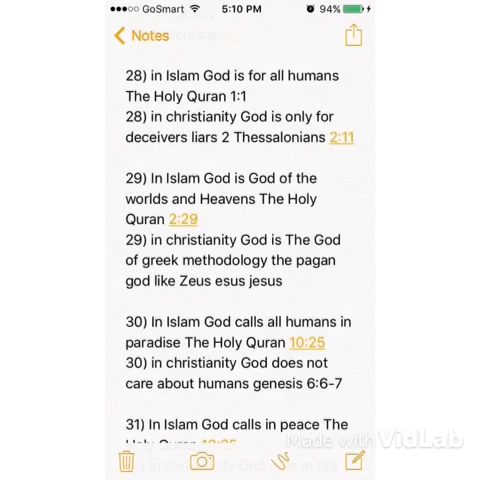 GoSmart 5:10 PM 94%
Notes
28) in Islam God is for all humans
The Holy Quran 1:1
28) in christianity God is only for
deceivers liars 2 Thessalonians 2:11
29) In Islam God is God of the
worlds and Heavens The Holy
Quran 2:29
29) in christianity God is The God
of greek methodology the pagan
god like Zeus esus jesus
30) In Islam God calls all humans in
paradise The Holy Quran 10:25
30) in christianity God does not
care about humans genesis 6:6-7
31) In Islam God calls in peace The
Holy Quran 10:25
Made with VidLab